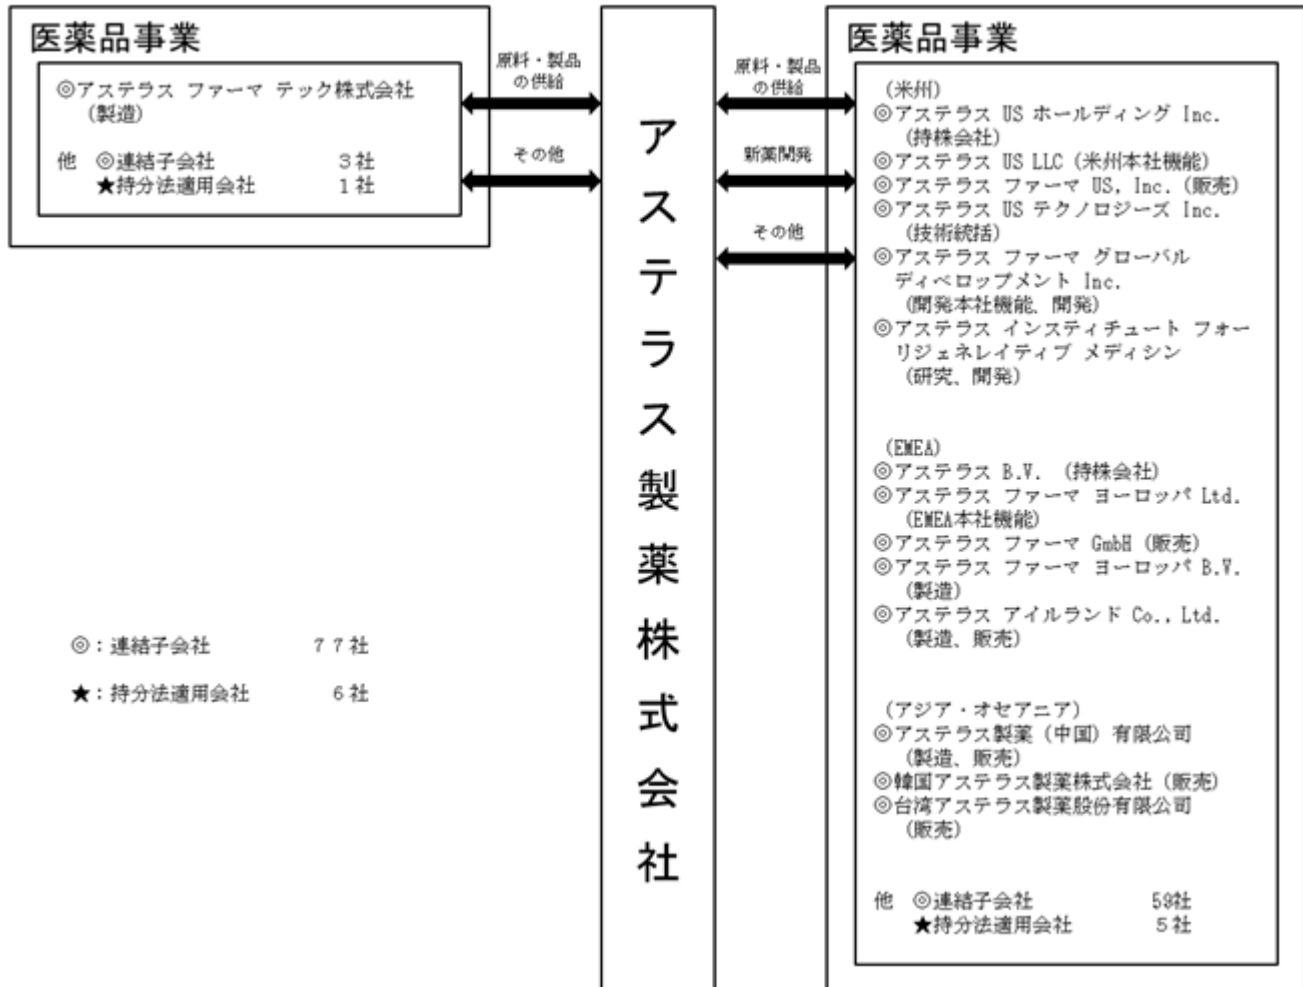 医薬品事業
◎アステラス ファーマ テック株式会社
(製造)
他 ◎連結子会社 3社
★持分法適用会社 1社
原料・製品
の供給
その他
◎：連結子会社 77社
★：持分法適用会社 6社
アステラス製薬株式会社
原料・製品
の供給
新薬開発
その他
医薬品事業
(米州)
◎アステラス US ホールディング Inc.
(持株会社)
◎アステラス US LLC (米州本社機能)
◎アステラス ファーマ US, Inc. (販売)
◎アステラス US テクノロジーズ Inc.
(技術統括)
◎アステラス ファーマ グローバル
ディベロップメント Inc.
(開発本社機能、開発)
◎アステラス インスティチュート フォー
リジェネレイティブ メディシン
(研究、開発)
(EMEA)
◎アステラス B.V. (持株会社)
◎アステラス ファーマ ヨーロッパ Ltd.
(EMEA本社機能)
◎アステラス ファーマ GmbH (販売)
◎アステラス ファーマ ヨーロッパ B.V.
(製造)
◎アステラス アイルランド Co., Ltd.
(製造、販売)
(アジア・オセアニア)
◎アステラス製薬（中国）有限公司
(製造、販売)
◎韓国アステラス製薬株式会社 (販売)
◎台湾アステラス製薬股份有限公司
(販売)
他 ◎連結子会社 59社
★持分法適用会社 5社